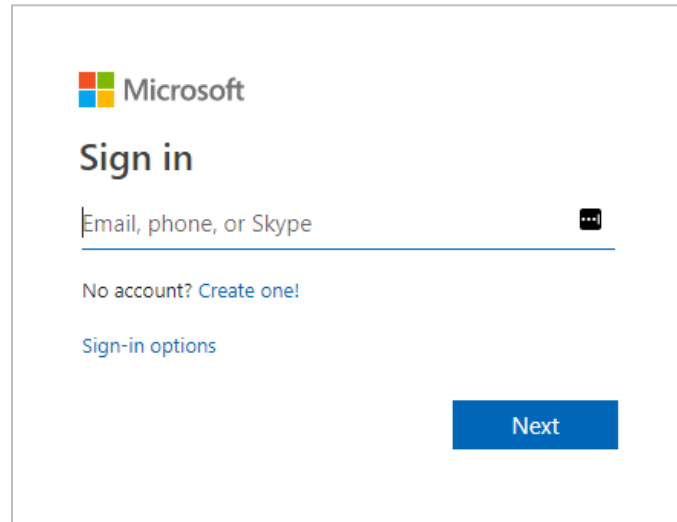 Microsoft
Sign in
Email, phone, or Skype
No account? Create one!
Sign-in options
Next